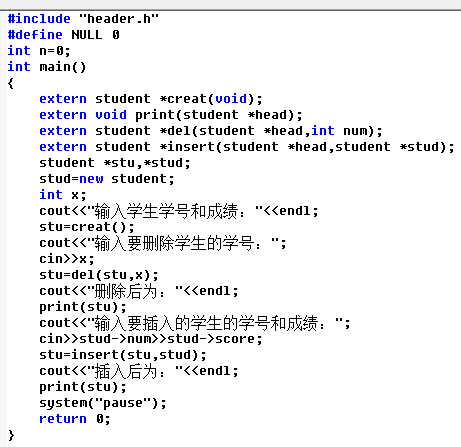 #include "header.h"
#define NULL 0
int n=0;
int main()
{
    extern student *creat(void);
    extern void print(student *head);
    extern student *del(student *head,int num);
    extern student *insert(student *head,student *stud);
    student *stu,*stud;
    stud=new student;
    int x;
    cout<<"输入学生学号和成绩："<<endl;
    stu=creat();
    cout<<"输入要删除学生的学号：";
    cin>>x;
    stu=del(stu,x);
    cout<<"删除后为："<<endl;
    print(stu);
    cout<<"输入要插入的学生的学号和成绩：";
    cin>>stud->num>>stud->score;
    stu=insert(stu,stud);
    cout<<"插入后为："<<endl;
    print(stu);
    system("pause");
    return 0;
}